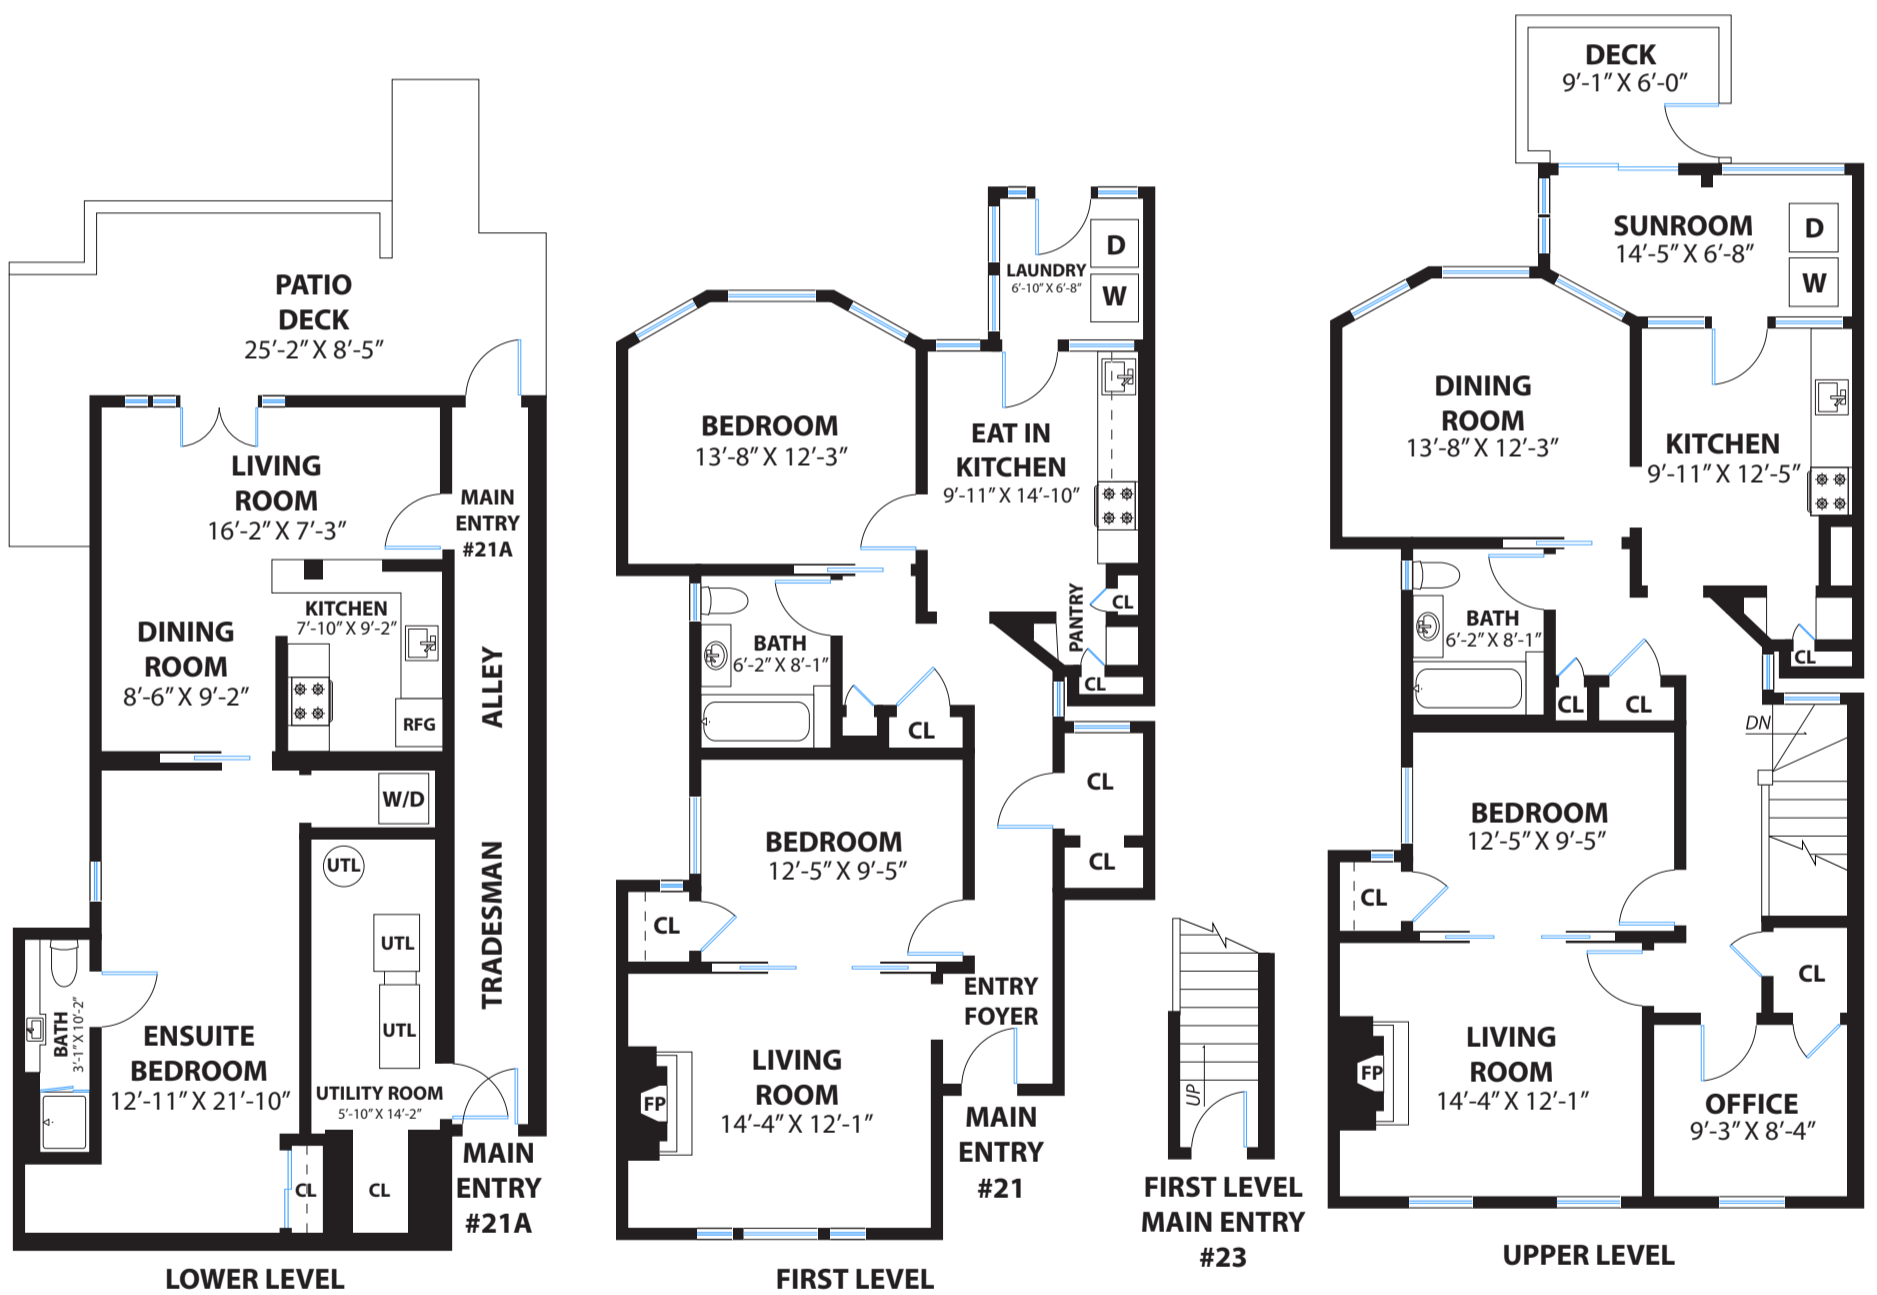 PATIO
DECK
25’-2” X 8’-5”
LIVING
ROOM
16’-2” X 7’-3”
MAIN
ENTRY
#21A
KITCHEN
7’-10” X 9’-2”
DINING
ROOM
8’-6” X 9’-2”
RFG
TRADESMAN ALLEY
W/D
UTL
UTL
UTL
BATH
3’-1” X 10’-2”
ENSUITE
BEDROOM
12’-11” X 21’-10”
UTILITY ROOM
5’-10” X 14’-2”
CL
CL
MAIN
ENTRY
#21A
LOWER LEVEL
D
W
LAUNDRY
6’-10” X 6’-8”
BEDROOM
13’-8” X 12’-3”
EAT IN
KITCHEN
9’-11” X 14’-10”
PANTRY
CL
CL
BATH
6’-2” X 8’-1”
CL
CL
CL
BEDROOM
12’-5” X 9’-5”
CL
ENTRY
FOYER
LIVING
ROOM
14’-4” X 12’-1”
FP
MAIN
ENTRY
#21
FIRST LEVEL
UP
FIRST LEVEL
MAIN ENTRY
#23
DECK
9’-1” X 6’-0”
SUNROOM
14’-5” X 6’-8”
D
W
DINING
ROOM
13’-8” X 12’-3”
KITCHEN
9’-11” X 12’-5”
BATH
6’-2” X 8’-1”
CL
CL
CL
DN
BEDROOM
12’-5” X 9’-5”
CL
CL
LIVING
ROOM
14’-4” X 12’-1”
FP
OFFICE
9’-3” X 8’-4”
UPPER LEVEL